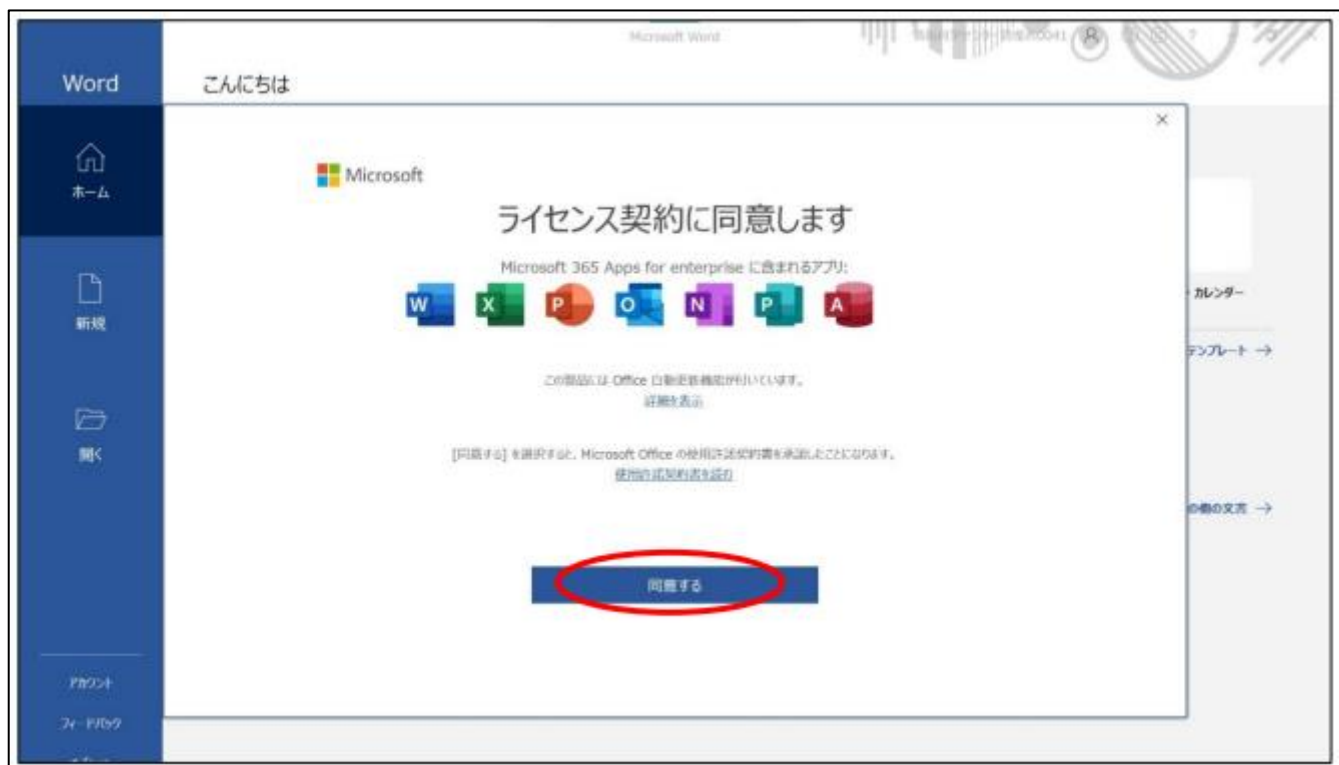 Microsoft Word
Word
こんにちは
ホーム
新規
開く
アカウント
フィードバック
Microsoft
ライセンス契約に同意します
Microsoft 365 Apps for enterprise に含まれるアプリ:
この製品には Office 自動更新機能が付いています。
詳細を表示
[同意する] を選択すると、Microsoft Office の使用許諾契約書を承諾したことになります。
使用許諾契約書を読む
同意する
カレンダー
テンプレート →
の他の文書 →